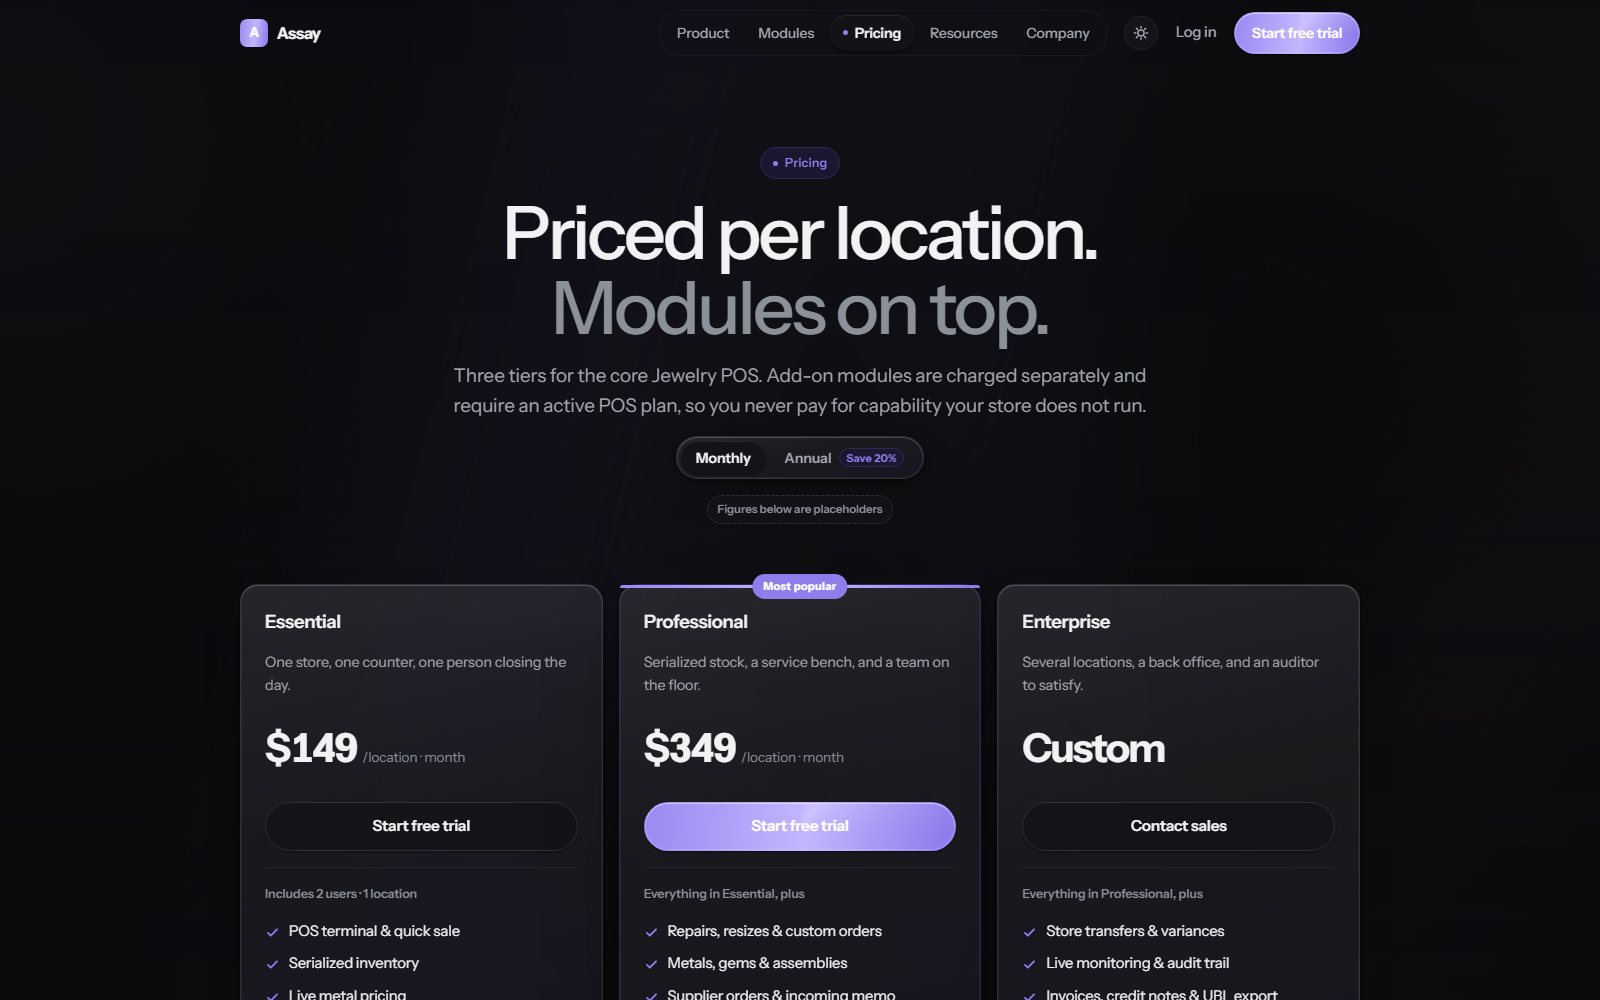 A Assay
Product Modules Pricing Resources Company Log in Start free trial
Pricing
Priced per location.
Modules on top.
Three tiers for the core Jewelry POS. Add-on modules are charged separately and
require an active POS plan, so you never pay for capability your store does not run.
Monthly Annual Save 20%
Figures below are placeholders
Essential
One store, one counter, one person closing the
day.
$149 /location · month
Start free trial
Includes 2 users · 1 location
POS terminal & quick sale
Serialized inventory
Live metal pricing
Most popular
Professional
Serialized stock, a service bench, and a team on
the floor.
$349 /location · month
Start free trial
Everything in Essential, plus
Repairs, resizes & custom orders
Metals, gems & assemblies
Supplier orders & incoming memo
Enterprise
Several locations, a back office, and an auditor
to satisfy.
Custom
Contact sales
Everything in Professional, plus
Store transfers & variances
Live monitoring & audit trail
Invoices, credit notes & UBL export